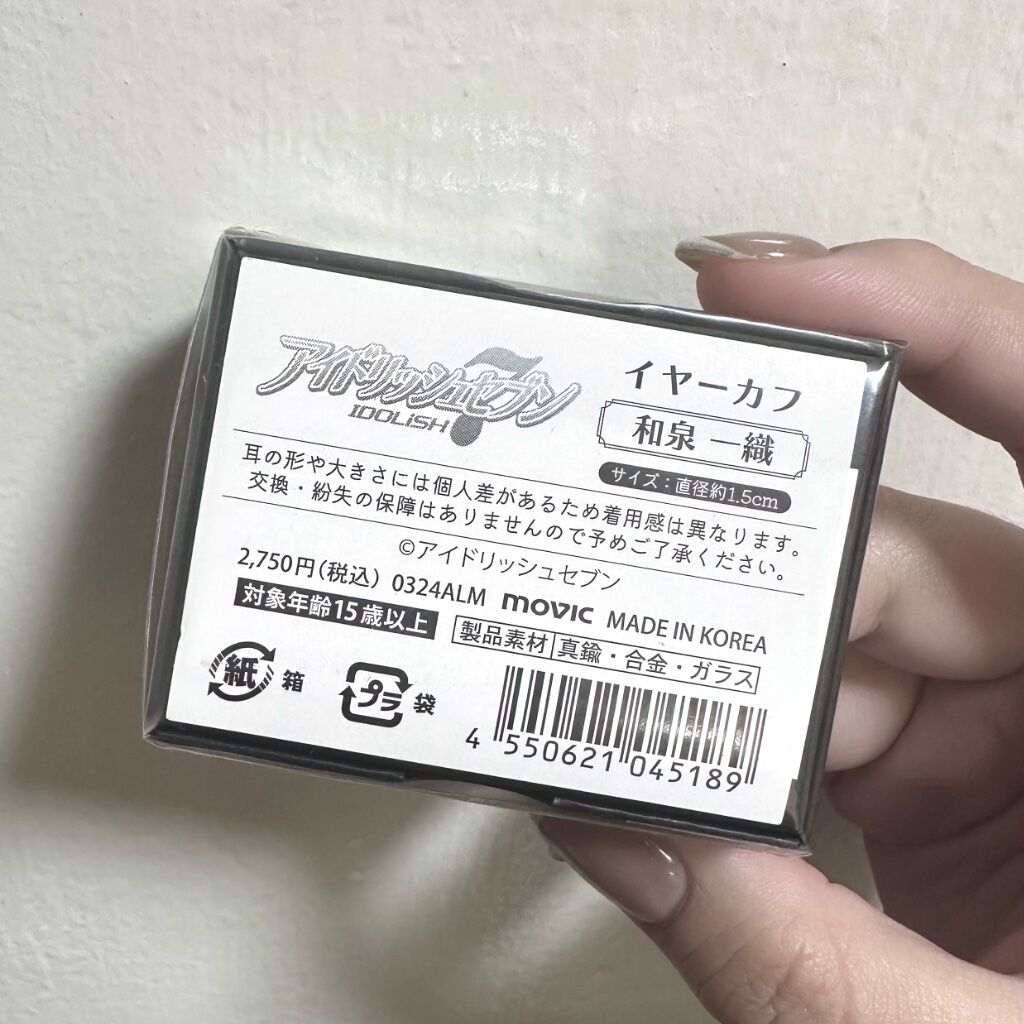 アイドリッシュセブン
IDOLiSH7
イヤーカフ
和泉 一織
サイズ：直径約1.5cm
耳の形や大きさには個人差があるため着用感は異なります。
交換・紛失の保障はありませんので予めご了承ください。
©アイドリッシュセブン
2,750円(税込) 0324ALM movic MADE IN KOREA
対象年齢15歳以上
製品素材 真鍮・合金・ガラス
紙 箱
プラ 袋
4 550621 045189